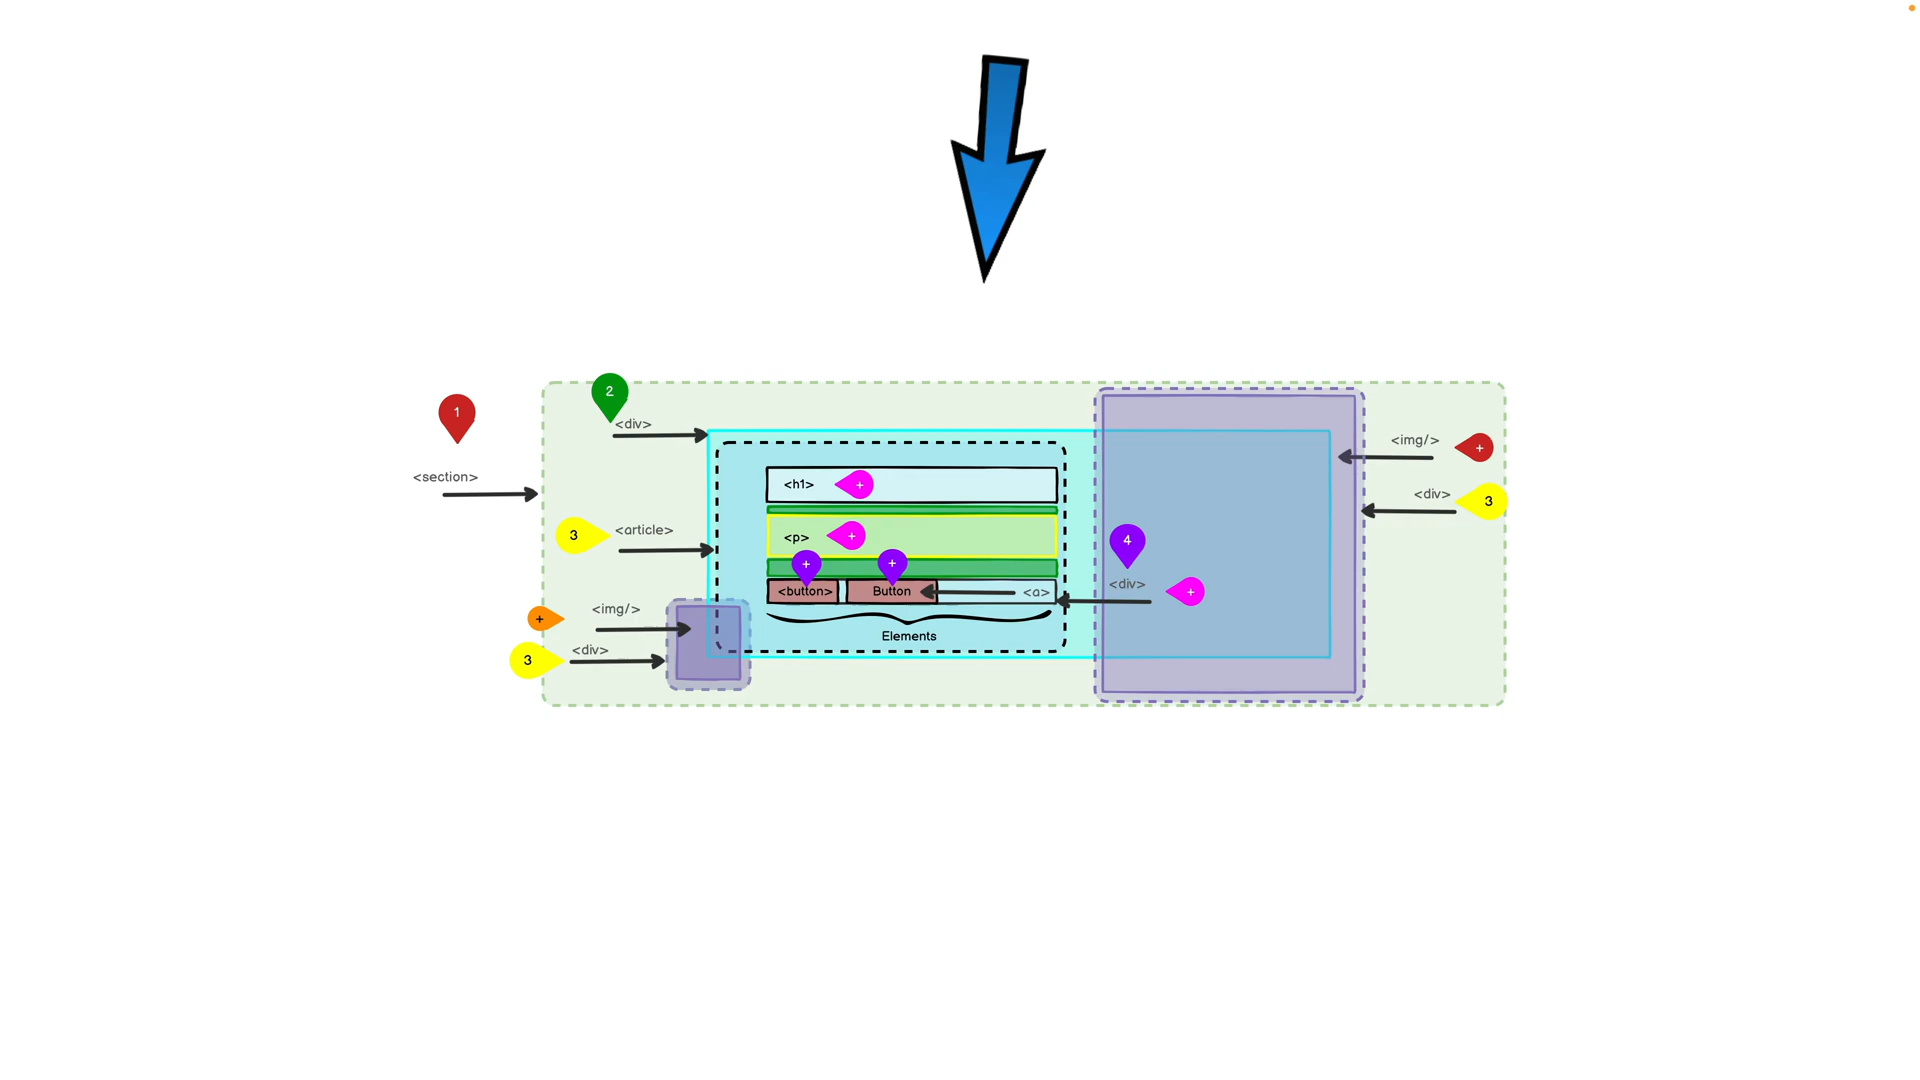 2
<div>
1
<img/>
+
<section>
<h1>
+
<div>
3
3
<article>
<p>
+
4
+
+
<div>
+
<button>
Button
<a>
<img/>
+
Elements
<div>
3